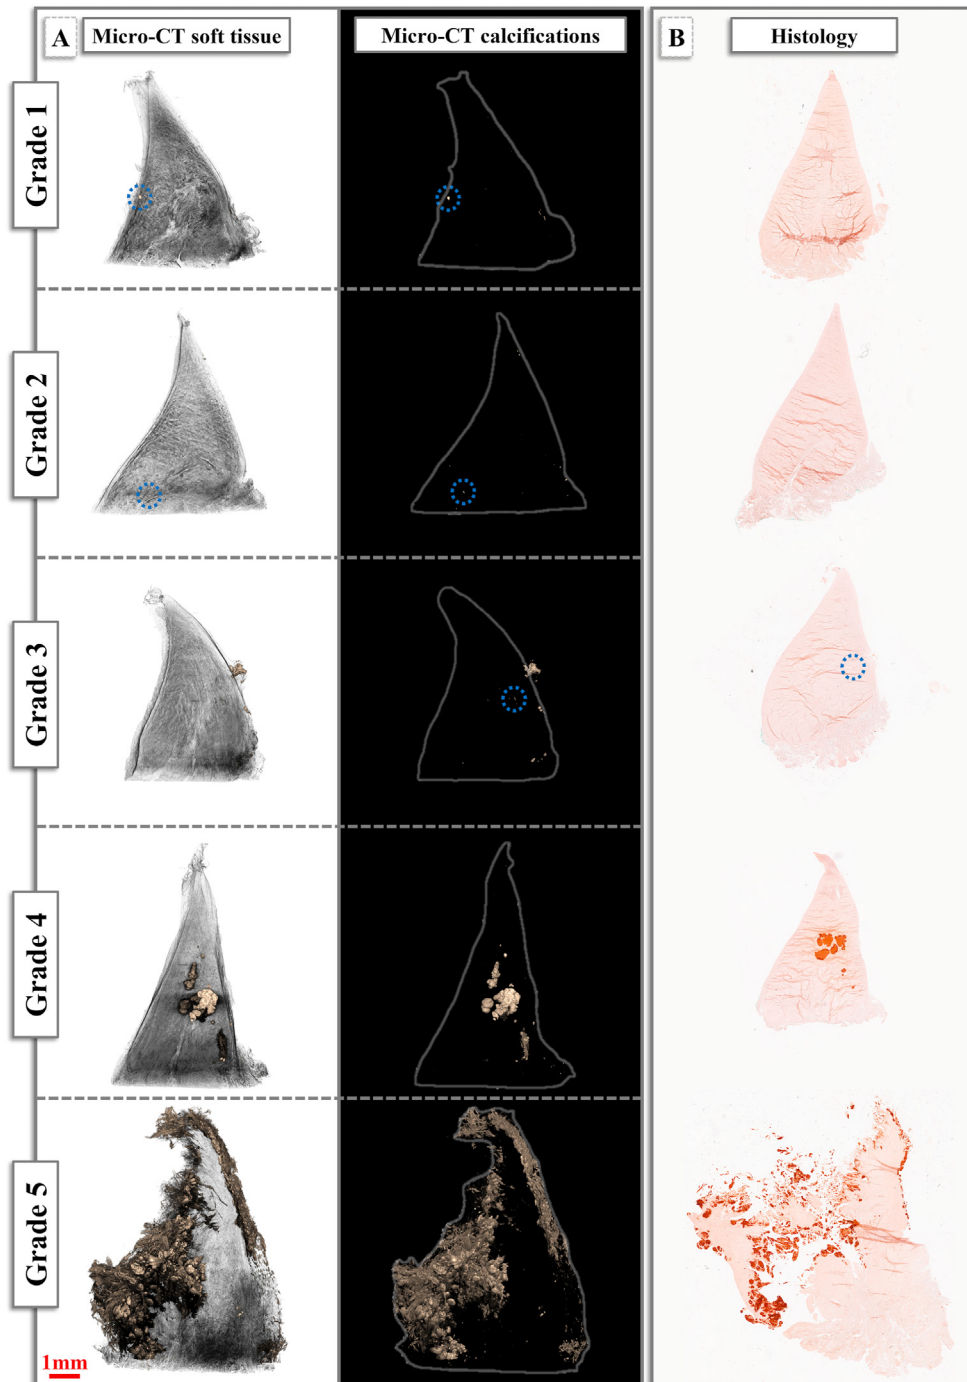 A
Micro-CT soft tissue
Micro-CT calcifications
B
Histology
Grade 1
Grade 2
Grade 3
Grade 4
Grade 5
1mm